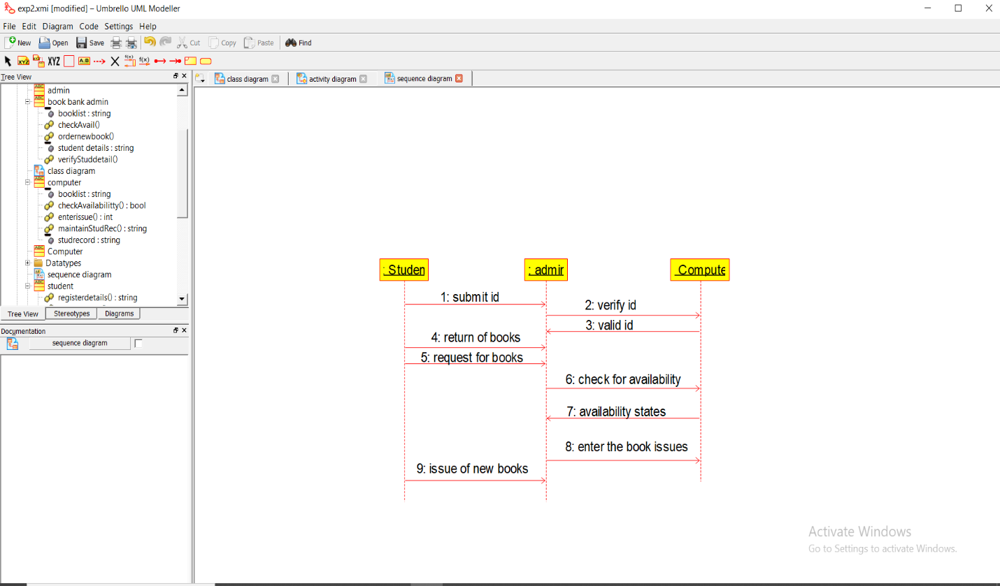 exp2.xmi [modified] – Umbrello UML Modeller
File Edit Diagram Code Settings Help
New Open Save Cut Copy Paste Find
XYZ XYZ A:B f(x) f(x)
Tree View
class diagram activity diagram sequence diagram
admin
book bank admin
booklist : string
checkAvail()
ordernewbook()
student details : string
verifyStuddetail()
class diagram
computer
booklist : string
checkAvailabilitty() : bool
enterissue() : int
maintainStudRec() : string
studrecord : string
Computer
Datatypes
sequence diagram
student
registerdetails() : string
Tree View Stereotypes Diagrams
Documentation
sequence diagram
: Studen
: admir
Compute
1: submit id
2: verify id
3: valid id
4: return of books
5: request for books
6: check for availability
7: availability states
8: enter the book issues
9: issue of new books
Activate Windows
Go to Settings to activate Windows.